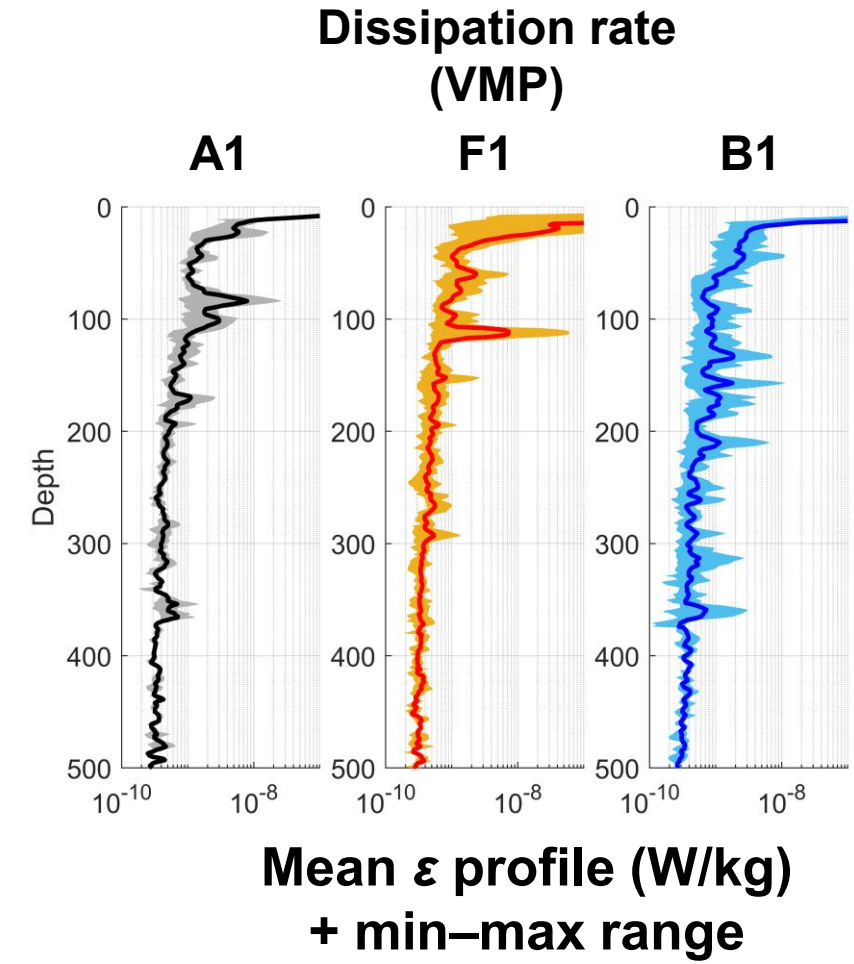 Dissipation rate
(VMP)
A1 F1 B1
0 0 0
100 100 100
200 200 200
300 300 300
400 400 400
500 500 500
Depth
10^-10 10^-8 10^-10 10^-8 10^-10 10^-8
Mean ε profile (W/kg)
+ min–max range